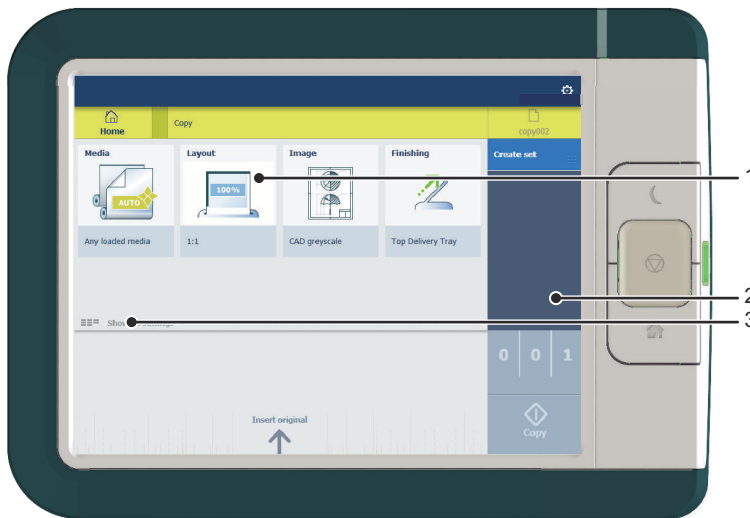 Home
Copy
copy002
Media
Layout
Image
Finishing
Create set
AUTO
100%
Any loaded media
1:1
CAD greyscale
Top Delivery Tray
1
2
3
0 0 1
Insert original
Copy